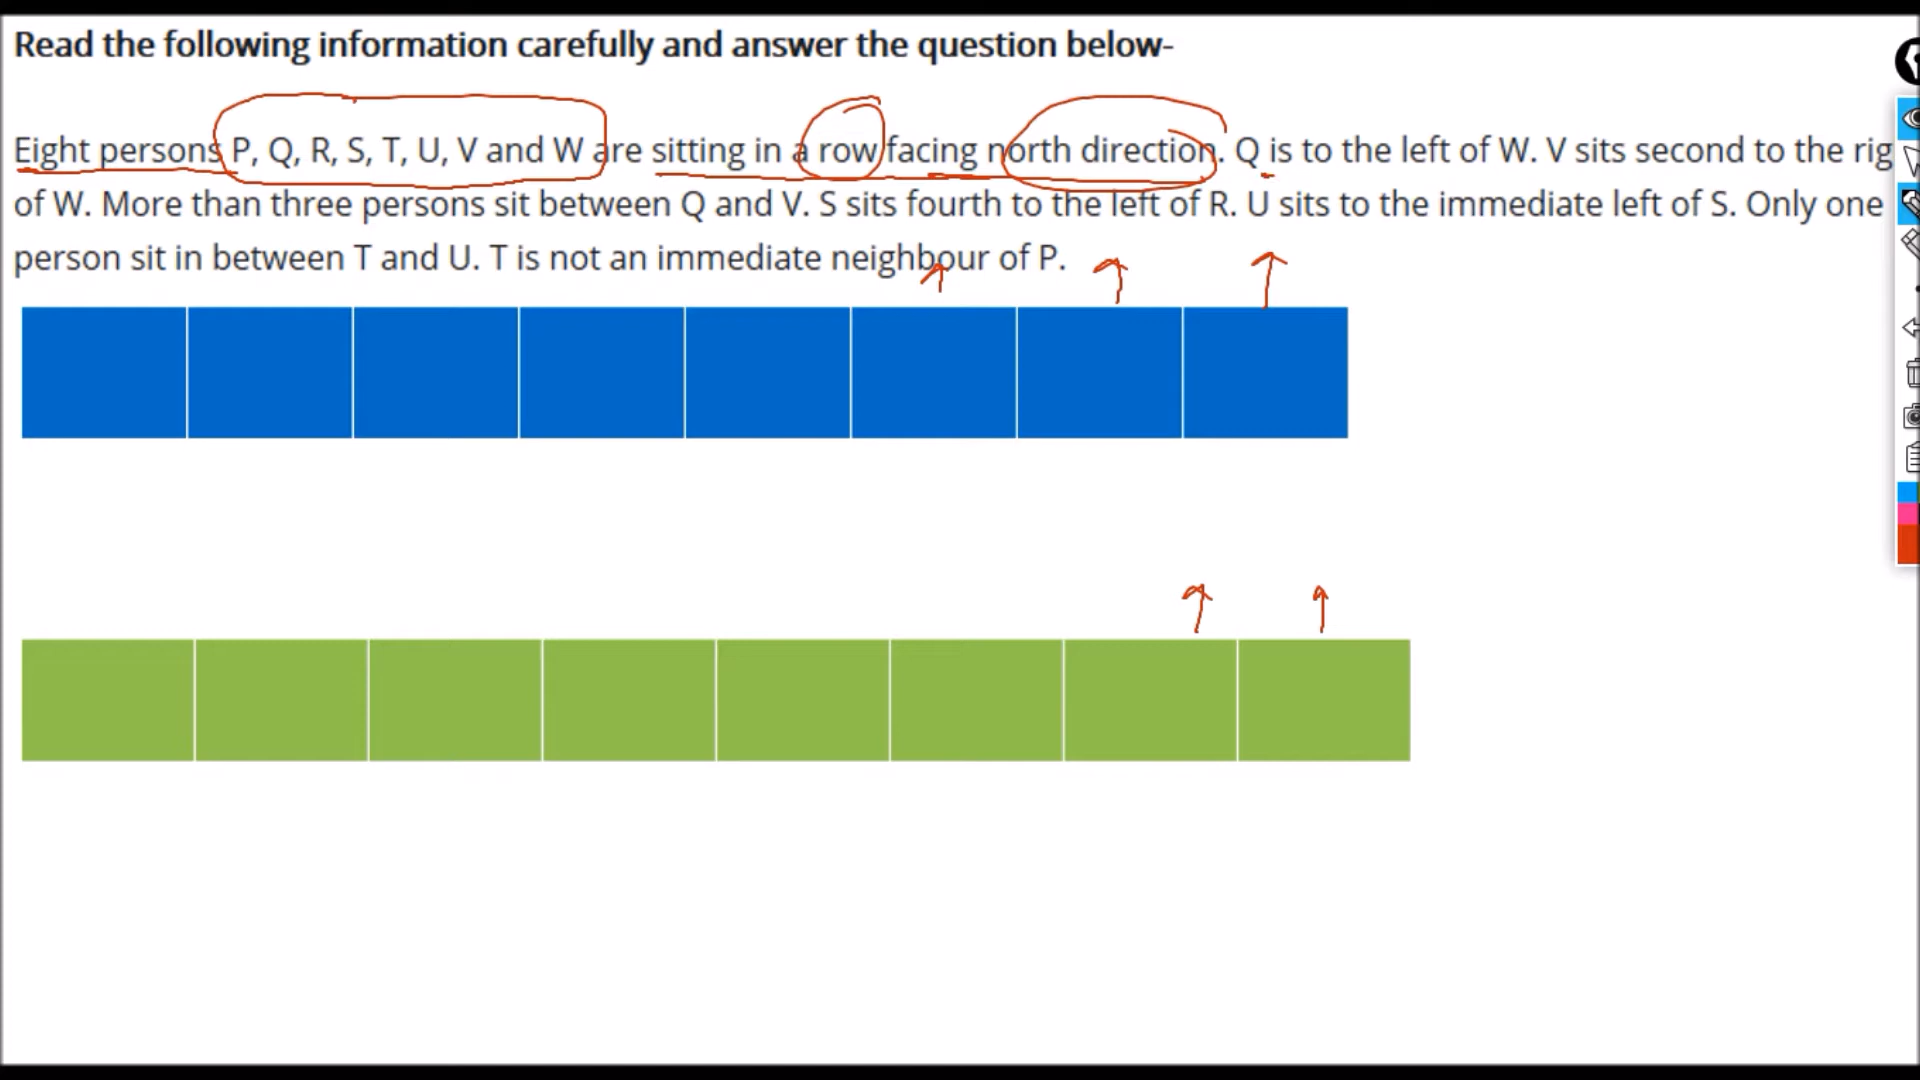 Read the following information carefully and answer the question below-
Eight persons P, Q, R, S, T, U, V and W are sitting in a row facing north direction. Q is to the left of W. V sits second to the rig
of W. More than three persons sit between Q and V. S sits fourth to the left of R. U sits to the immediate left of S. Only one
person sit in between T and U. T is not an immediate neighbour of P.